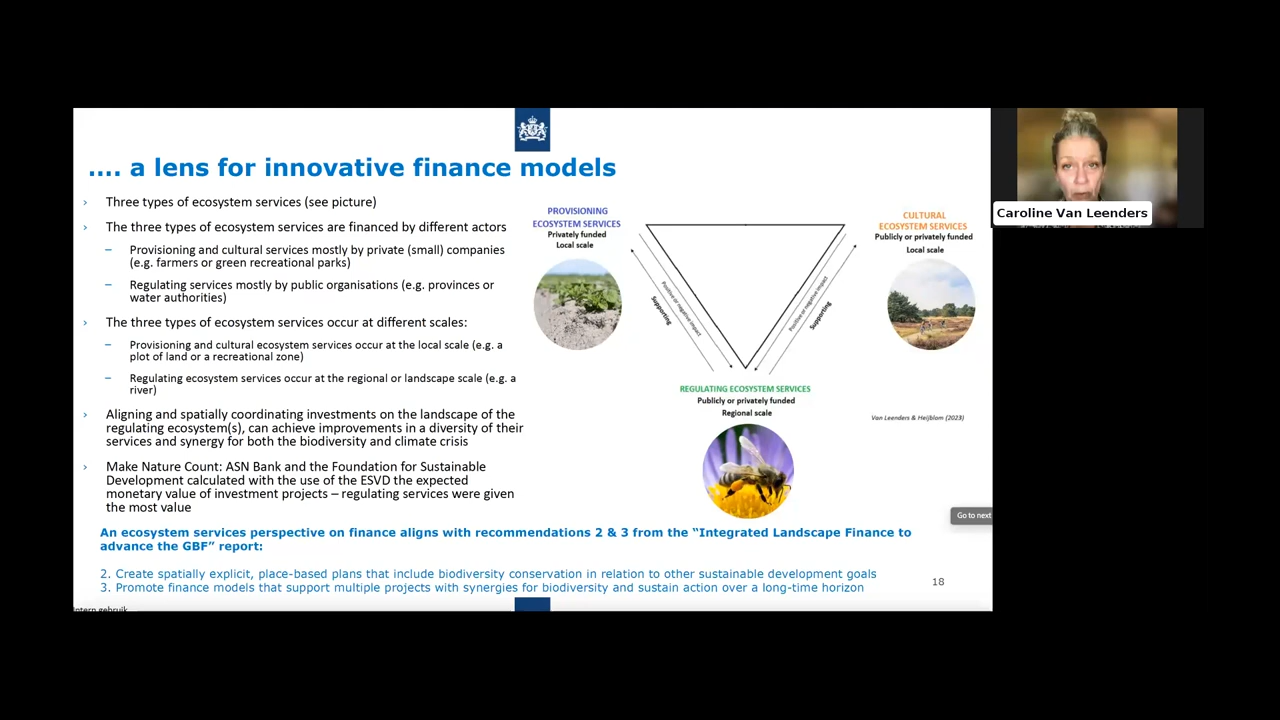 .... a lens for innovative finance models
› Three types of ecosystem services (see picture)
› The three types of ecosystem services are financed by different actors
– Provisioning and cultural services mostly by private (small) companies
(e.g. farmers or green recreational parks)
– Regulating services mostly by public organisations (e.g. provinces or
water authorities)
› The three types of ecosystem services occur at different scales:
– Provisioning and cultural ecosystem services occur at the local scale (e.g. a
plot of land or a recreational zone)
– Regulating ecosystem services occur at the regional or landscape scale (e.g. a
river)
› Aligning and spatially coordinating investments on the landscape of the
regulating ecosystem(s), can achieve improvements in a diversity of their
services and synergy for both the biodiversity and climate crisis
› Make Nature Count: ASN Bank and the Foundation for Sustainable
Development calculated with the use of the ESVD the expected
monetary value of investment projects – regulating services were given
the most value
PROVISIONING
ECOSYSTEM SERVICES
Privately funded
Local scale
CULTURAL
ECOSYSTEM SERVICES
Publicly or privately funded
Local scale
Positive or negative impact
Supporting
Positive or negative impact
Supporting
REGULATING ECOSYSTEM SERVICES
Publicly or privately funded
Regional scale
Van Leenders & Heijblom (2023)
An ecosystem services perspective on finance aligns with recommendations 2 & 3 from the “Integrated Landscape Finance to
advance the GBF” report:
2. Create spatially explicit, place-based plans that include biodiversity conservation in relation to other sustainable development goals
3. Promote finance models that support multiple projects with synergies for biodiversity and sustain action over a long-time horizon
18
Intern gebruik
Go to next
Caroline Van Leenders